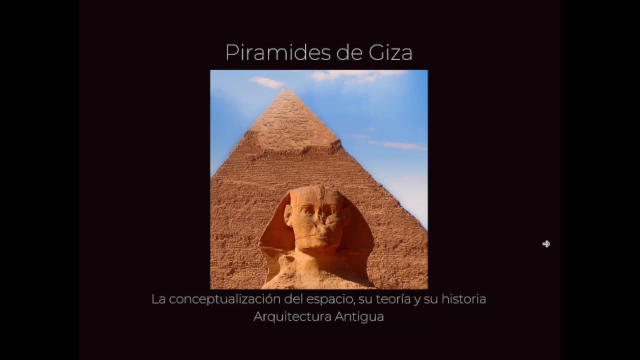 Piramides de Giza
La conceptualización del espacio, su teoría y su historia
Arquitectura Antigua